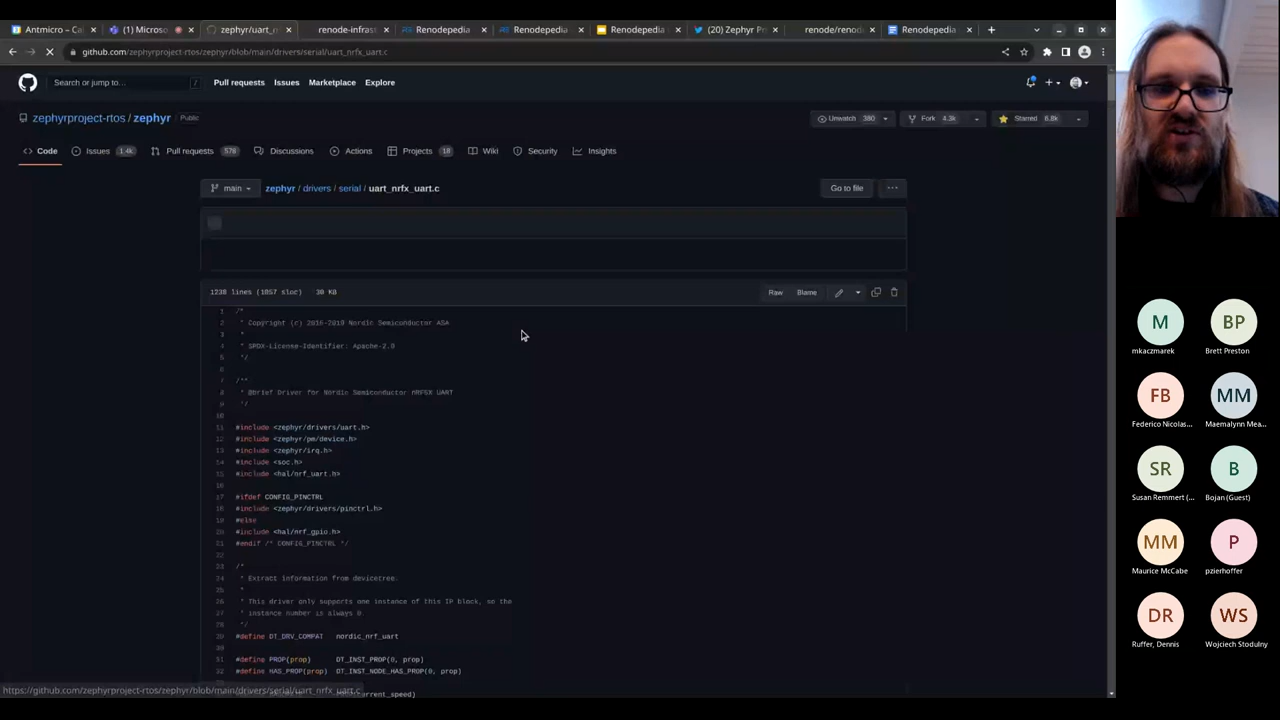 Antmicro – Ca
(1) Microso
zephyr/uart_n
renode-infrast
Renodepedia
Renodepedia
Renodepedia
(20) Zephyr Pr
renode/renod
Renodepedia
github.com/zephyrproject-rtos/zephyr/blob/main/drivers/serial/uart_nrfx_uart.c
Search or jump to…
/
Pull requests
Issues
Marketplace
Explore
zephyrproject-rtos / zephyr
Public
Unwatch 380
Fork 4.3k
Starred 6.8k
Code
Issues 1.4k
Pull requests 578
Discussions
Actions
Projects 18
Wiki
Security
Insights
main
zephyr / drivers / serial / uart_nrfx_uart.c
Go to file
1238 lines (1057 sloc) 30 KB
Raw
Blame
1 /*
2 * Copyright (c) 2016-2019 Nordic Semiconductor ASA
3 *
4 * SPDX-License-Identifier: Apache-2.0
5 */
6
7 /**
8 * @brief Driver for Nordic Semiconductor nRF5X UART
9 */
10
11 #include <zephyr/drivers/uart.h>
12 #include <zephyr/pm/device.h>
13 #include <zephyr/irq.h>
14 #include <soc.h>
15 #include <hal/nrf_uart.h>
16
17 #ifdef CONFIG_PINCTRL
18 #include <zephyr/drivers/pinctrl.h>
19 #else
20 #include <hal/nrf_gpio.h>
21 #endif /* CONFIG_PINCTRL */
22
23 /*
24 * Extract information from devicetree.
25 *
26 * This driver only supports one instance of this IP block, so the
27 * instance number is always 0.
28 */
29 #define DT_DRV_COMPAT nordic_nrf_uart
30
31 #define PROP(prop) DT_INST_PROP(0, prop)
32 #define HAS_PROP(prop) DT_INST_NODE_HAS_PROP(0, prop)
current_speed)
https://github.com/zephyrproject-rtos/zephyr/blob/main/drivers/serial/uart_nrfx_uart.c
M
mkaczmarek
BP
Brett Preston
FB
Federico Nicolas...
MM
Maemalynn Mea...
SR
Susan Remmert (...
B
Bojan (Guest)
MM
Maurice McCabe
P
pzierhoffer
DR
Ruffer, Dennis
WS
Wojciech Stodulny